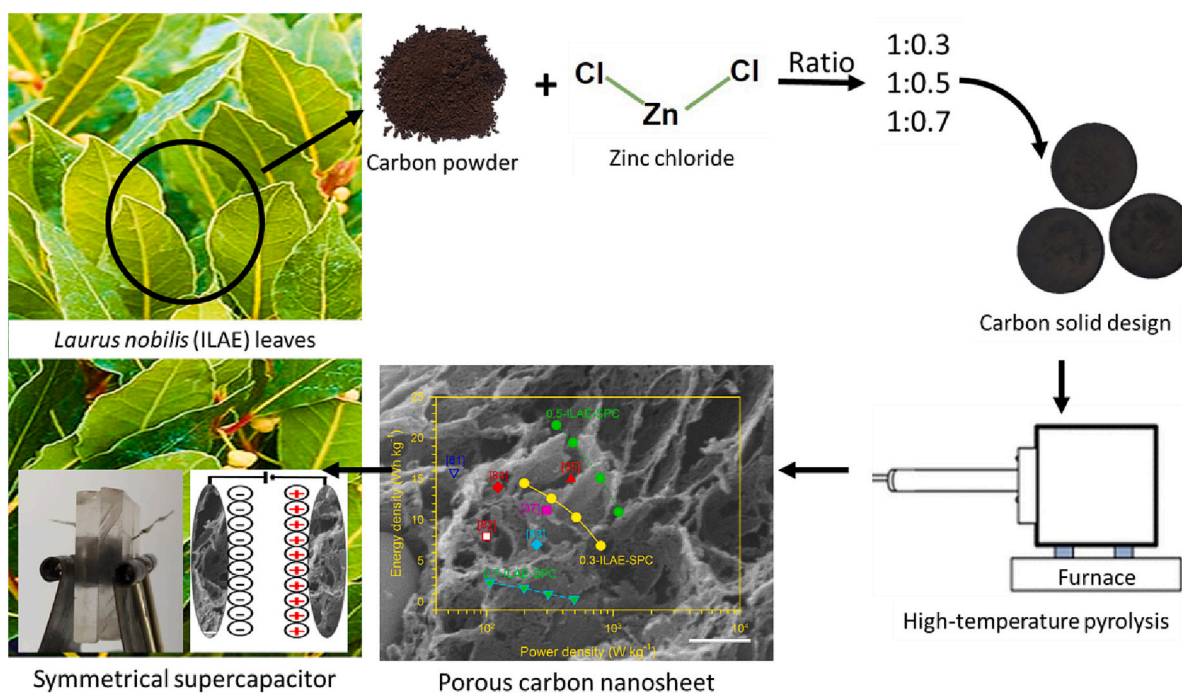 Laurus nobilis (ILAE) leaves
Carbon powder
+
Cl
Zn
Cl
Zinc chloride
Ratio
1:0.3
1:0.5
1:0.7
Carbon solid design
Furnace
High-temperature pyrolysis
Energy density (Wh kg⁻¹)
25
20
15
10
5
0
0.5-ILAE-SPC
[81]
0.3-ILAE-SPC
10² 10³ 10⁴
Power density (W kg⁻¹)
Porous carbon nanosheet
Symmetrical supercapacitor